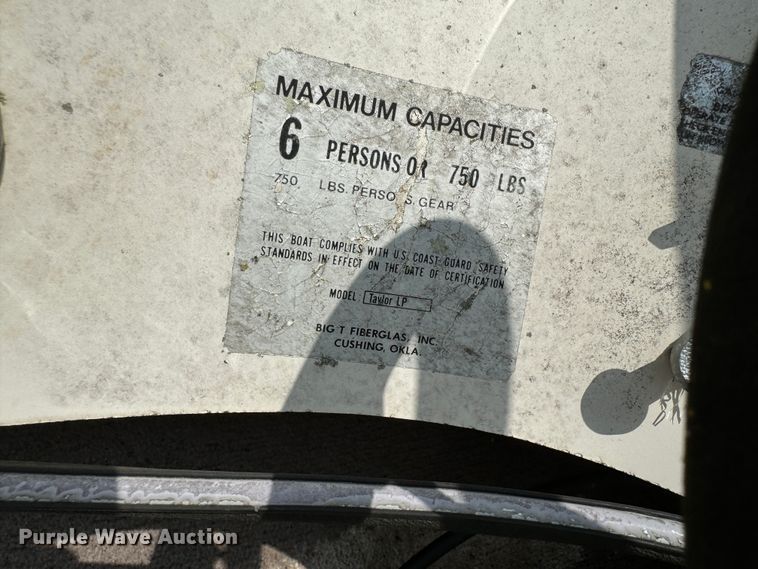 MAXIMUM CAPACITIES
6 PERSONS OR 750 LBS
750 LBS. PERSONS, GEAR
THIS BOAT COMPLIES WITH U.S. COAST GUARD SAFETY
STANDARDS IN EFFECT ON THE DATE OF CERTIFICATION
MODEL Taylor LP
BIG T FIBERGLAS, INC.
CUSHING, OKLA.
Purple Wave Auction